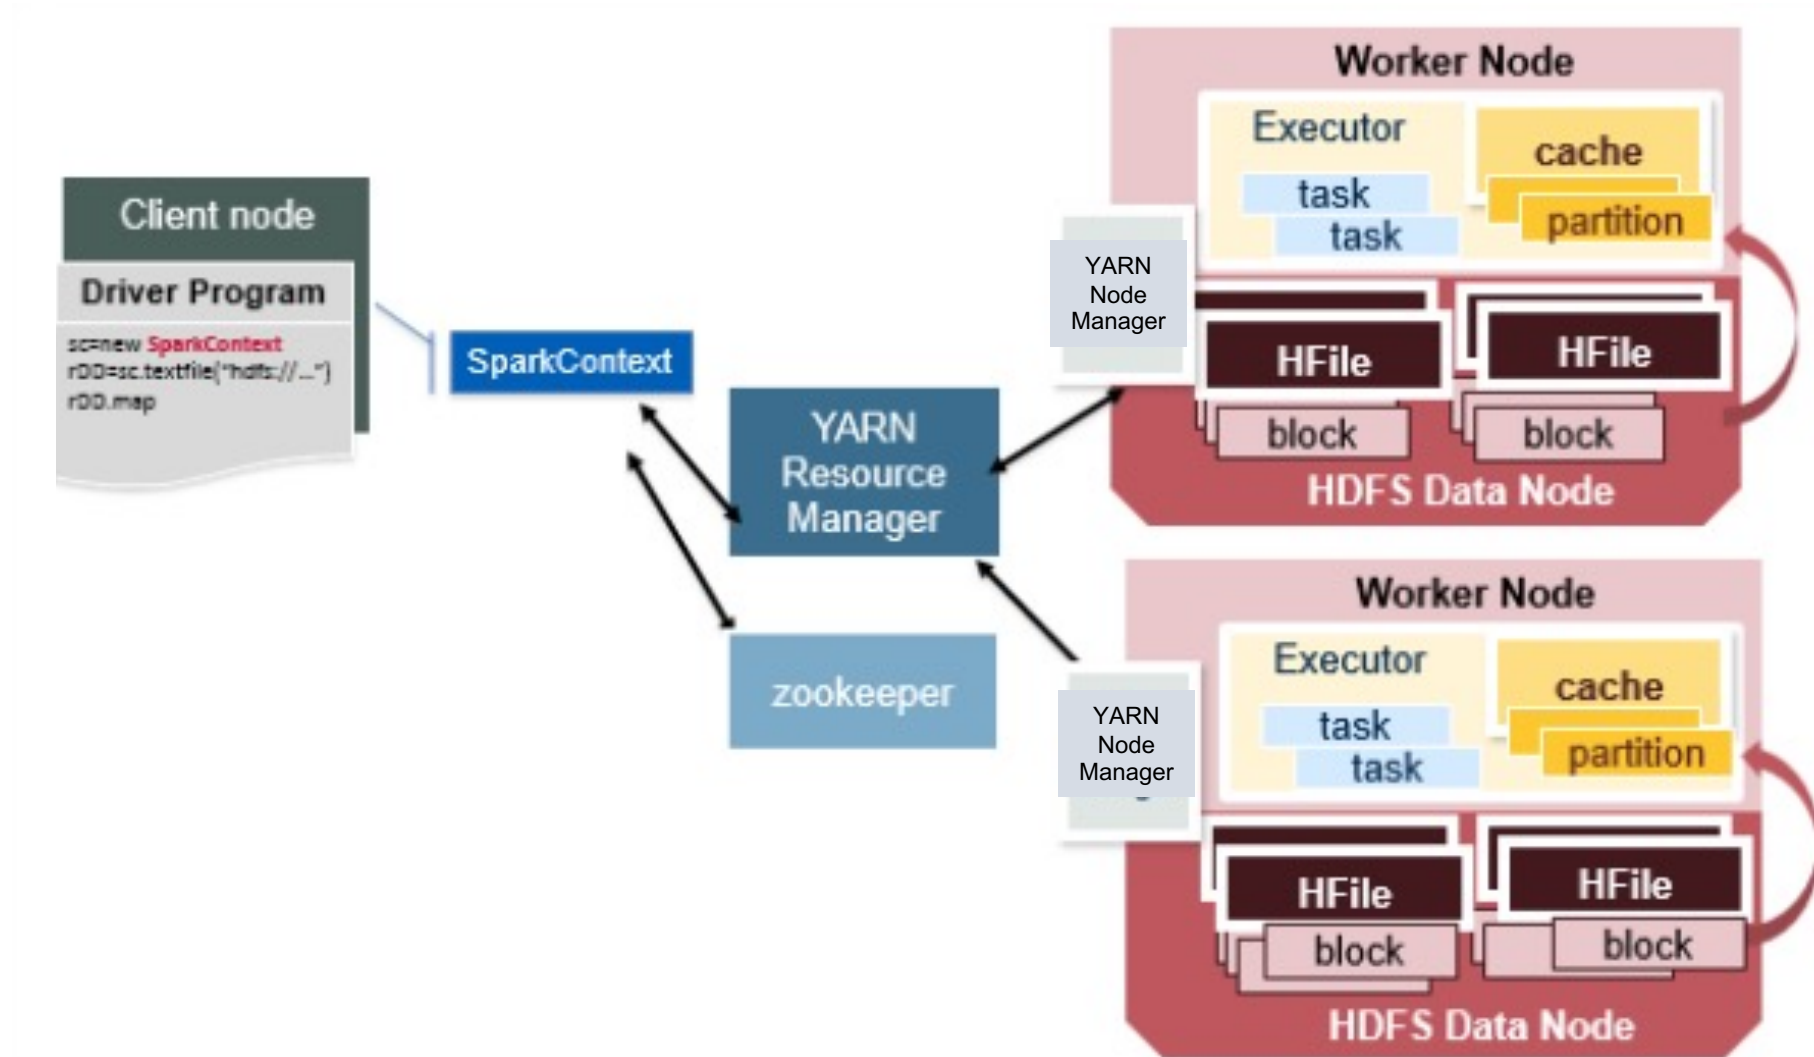 Client node
Driver Program
sc=new SparkContext
rDD=sc.textfile("hdfs://...")
rDD.map
SparkContext
YARN
Resource
Manager
zookeeper
Worker Node
Executor
task
task
cache
partition
YARN
Node
Manager
HFile
HFile
block
block
HDFS Data Node
Worker Node
Executor
task
task
cache
partition
YARN
Node
Manager
HFile
HFile
block
block
HDFS Data Node